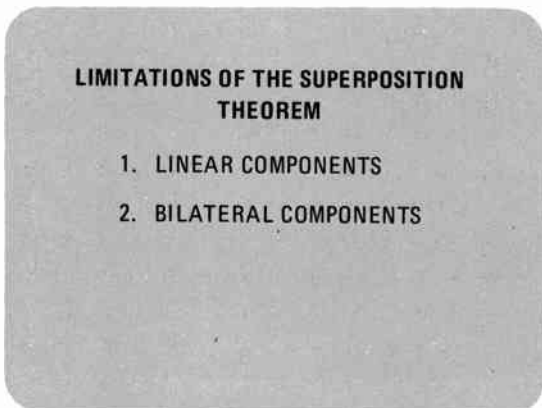 LIMITATIONS OF THE SUPERPOSITION
THEOREM
1. LINEAR COMPONENTS
2. BILATERAL COMPONENTS